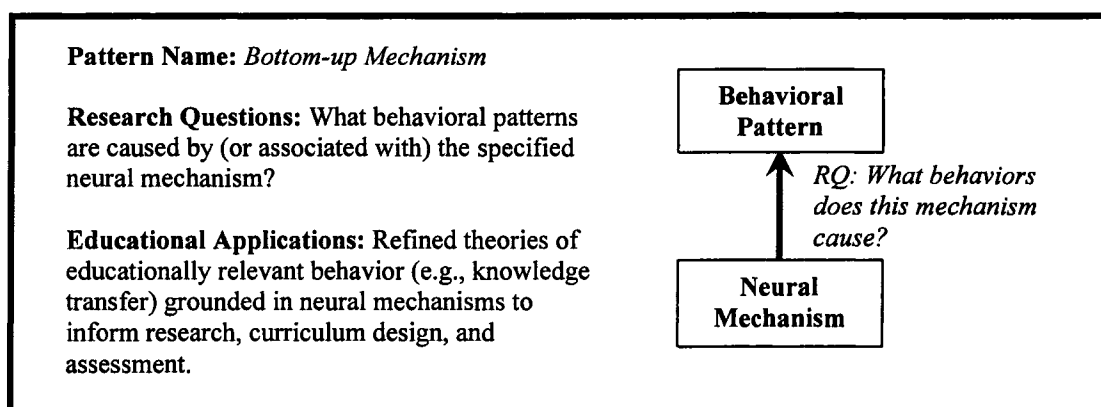 Pattern Name: Bottom-up Mechanism
Research Questions: What behavioral patterns
are caused by (or associated with) the specified
neural mechanism?
Educational Applications: Refined theories of
educationally relevant behavior (e.g., knowledge
transfer) grounded in neural mechanisms to
inform research, curriculum design, and
assessment.
Behavioral
Pattern
RQ: What behaviors
does this mechanism
cause?
Neural
Mechanism